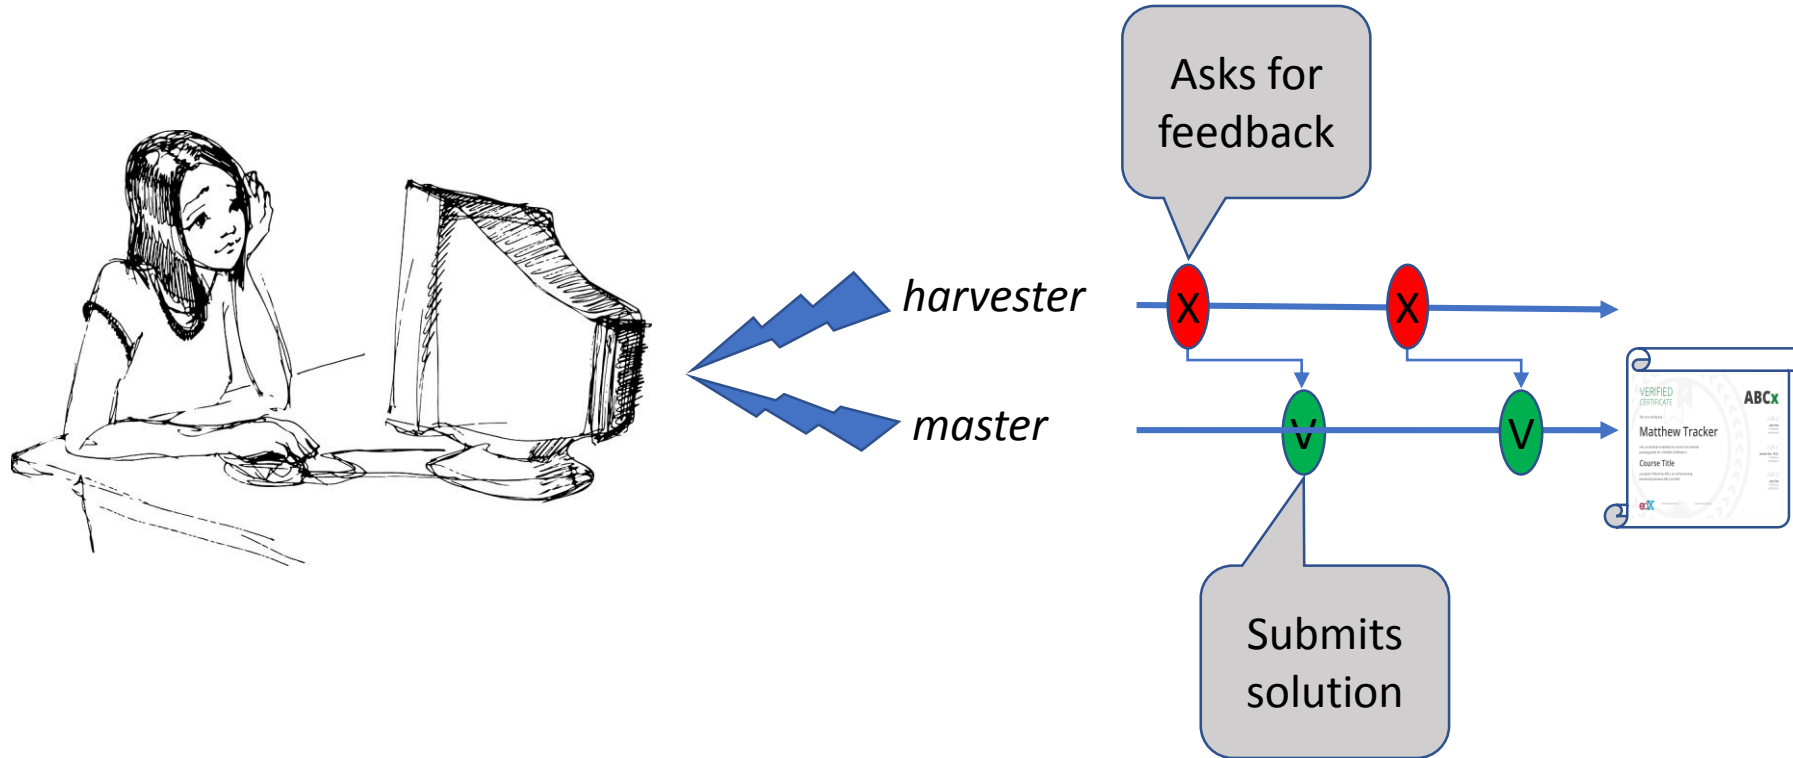 Asks for
feedback
harvester
X
X
master
V
V
Submits
solution
VERIFIED
CERTIFICATE
ABCx
Matthew Tracker
Course Title
edX